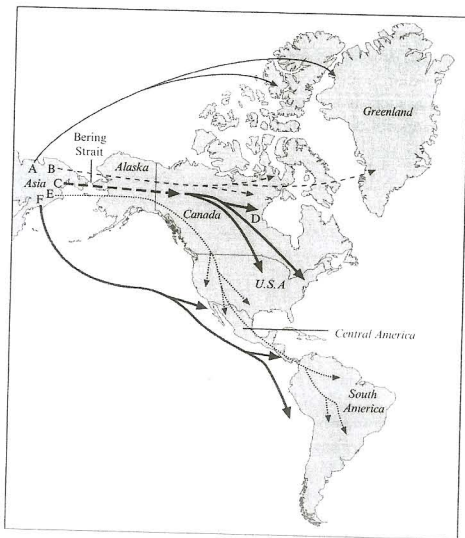 Greenland
Bering
Strait
Alaska
A B
Asia C
E
F
Canada
D
U.S.A
Central America
South
America